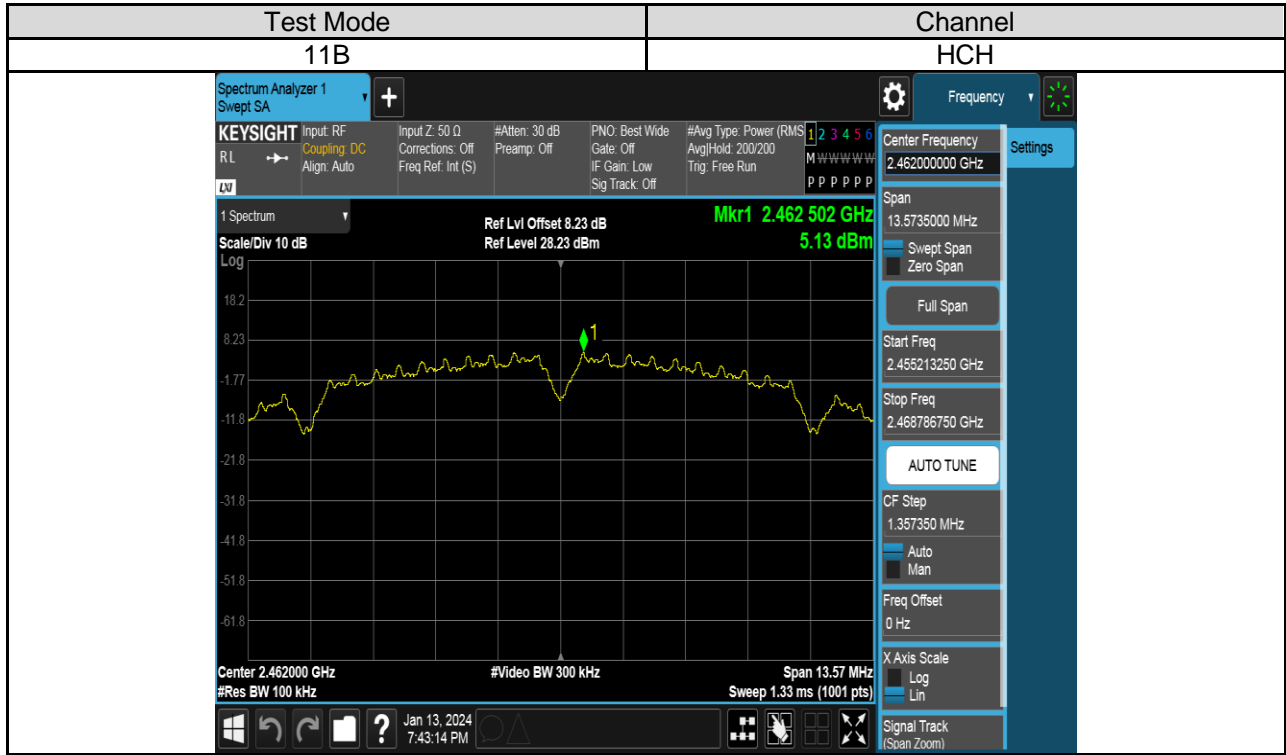 Test Mode Channel
11B HCH
Spectrum Analyzer 1
Swept SA
Frequency
KEYSIGHT
RL
LXI
Input: RF
Coupling: DC
Align: Auto
Input Z: 50 Ω
Corrections: Off
Freq Ref: Int (S)
#Atten: 30 dB
Preamp: Off
PNO: Best Wide
Gate: Off
IF Gain: Low
Sig Track: Off
#Avg Type: Power (RMS
Avg|Hold: 200/200
Trig: Free Run
1 2 3 4 5 6
M W W W W W
P P P P P P
1 Spectrum
Scale/Div 10 dB
Ref Lvl Offset 8.23 dB
Ref Level 28.23 dBm
Mkr1 2.462 502 GHz
5.13 dBm
Log
18.2
8.23
-1.77
-11.8
-21.8
-31.8
-41.8
-51.8
-61.8
1
Center 2.462000 GHz
#Res BW 100 kHz
#Video BW 300 kHz
Span 13.57 MHz
Sweep 1.33 ms (1001 pts)
?
Jan 13, 2024
7:43:14 PM
Center Frequency
2.462000000 GHz
Settings
Span
13.5735000 MHz
Swept Span
Zero Span
Full Span
Start Freq
2.455213250 GHz
Stop Freq
2.468786750 GHz
AUTO TUNE
CF Step
1.357350 MHz
Auto
Man
Freq Offset
0 Hz
X Axis Scale
Log
Lin
Signal Track
(Span Zoom)